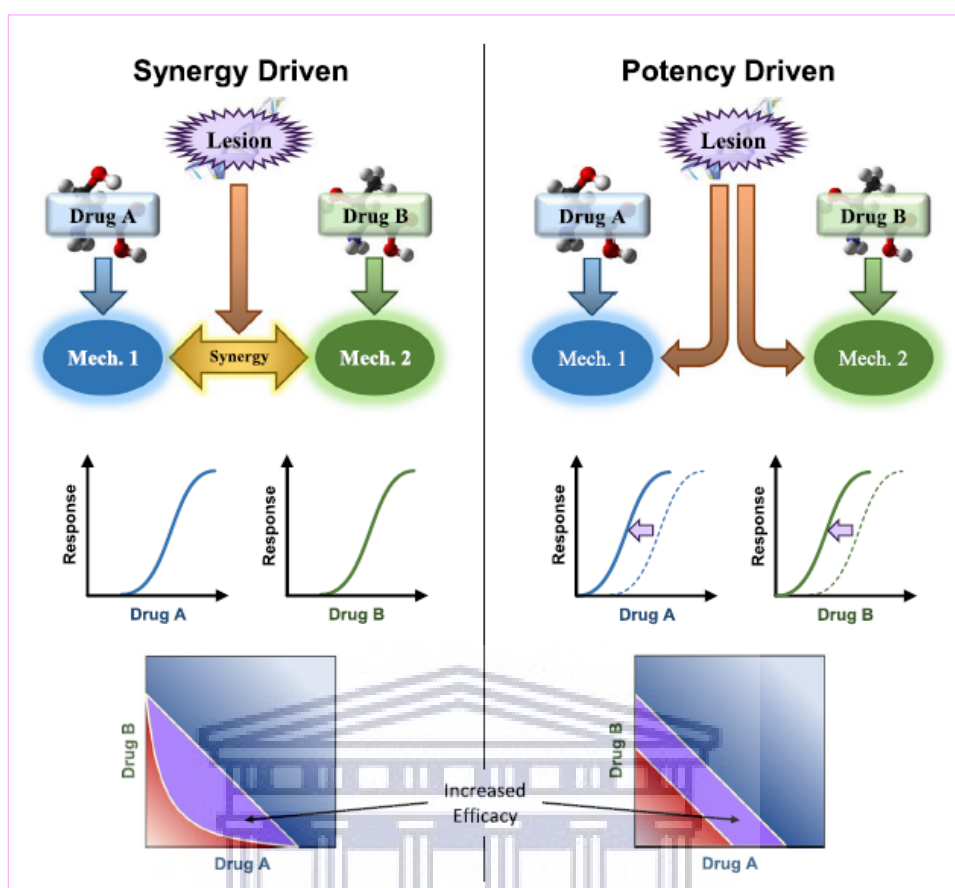 Synergy Driven
Potency Driven
Lesion
Lesion
Drug A
Drug B
Drug A
Drug B
Mech. 1
Synergy
Mech. 2
Mech. 1
Mech. 2
Response
Drug A
Response
Drug B
Response
Drug A
Response
Drug B
Drug B
Drug A
Increased
Efficacy
Drug B
Drug A